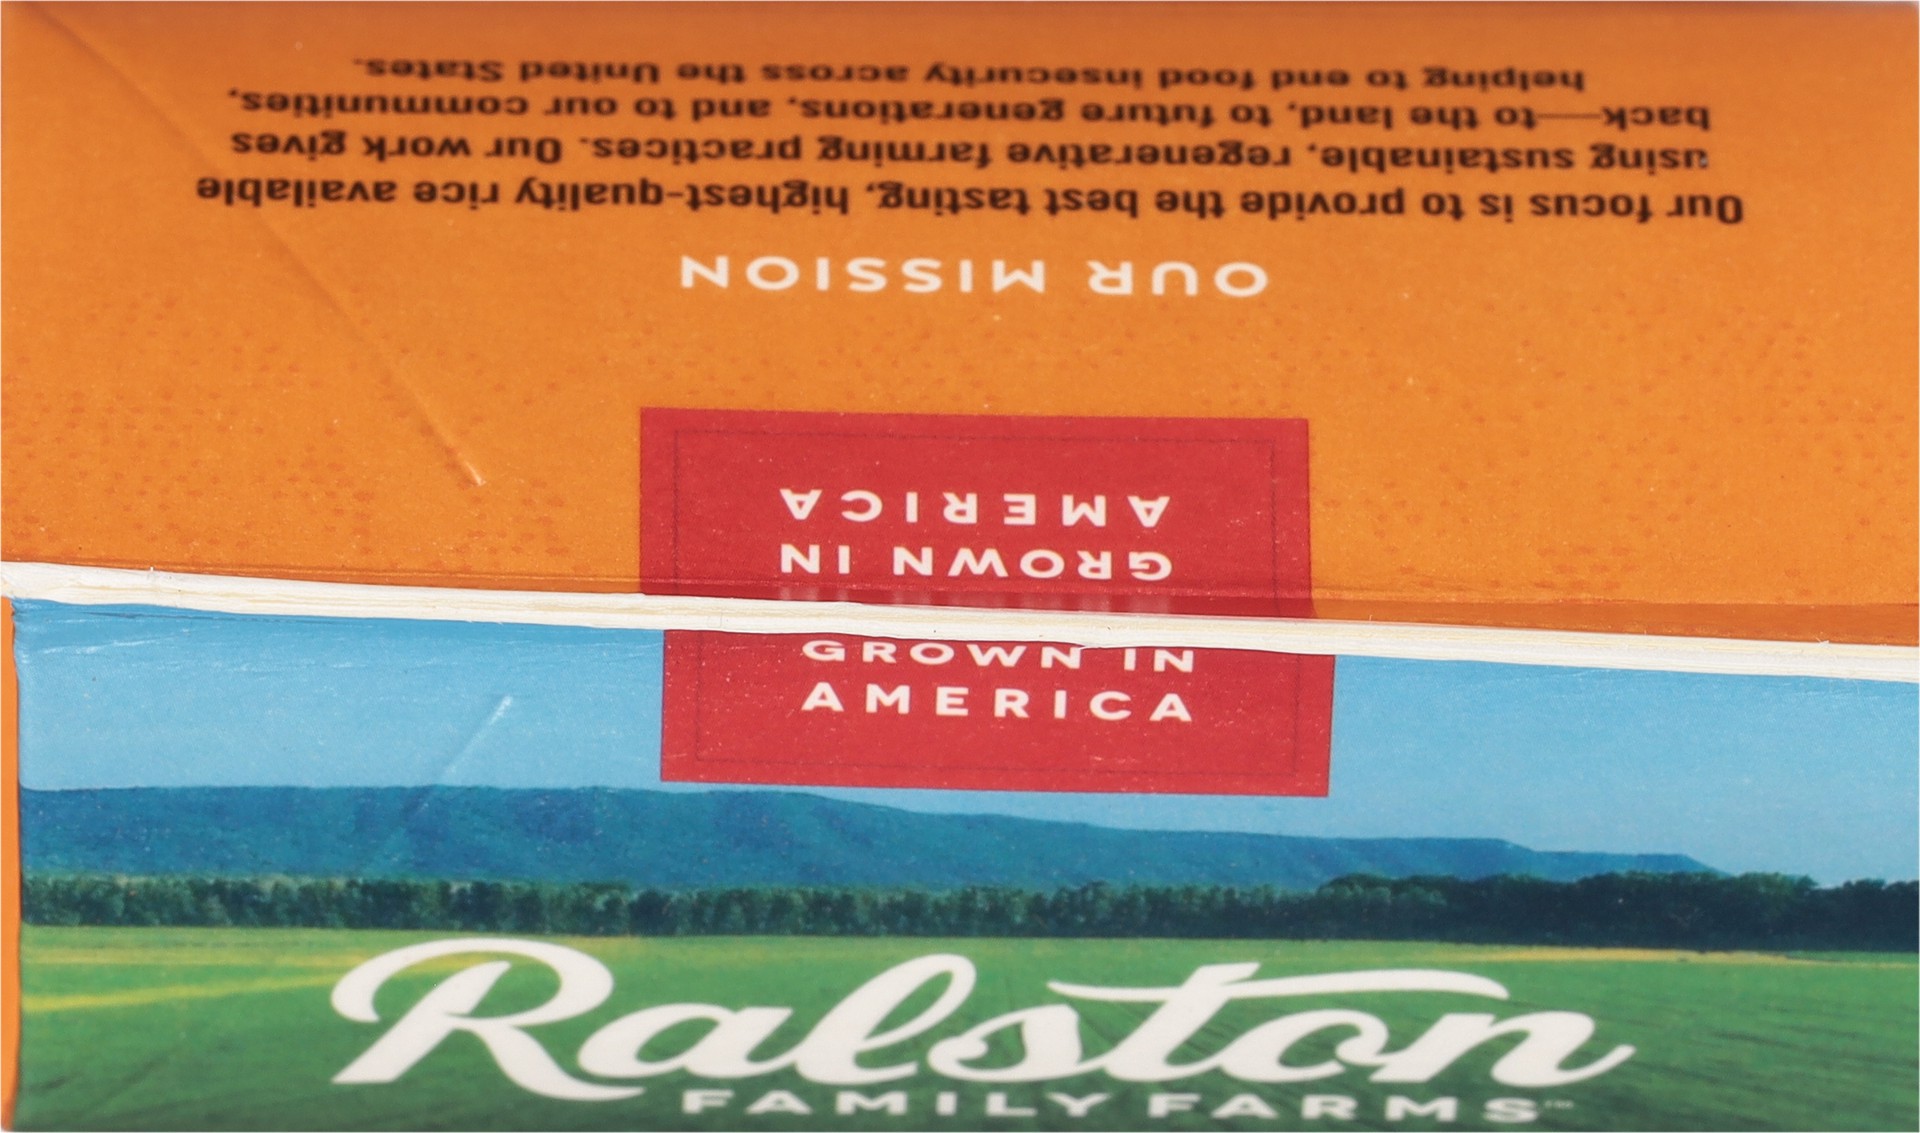 OUR MISSION
Our focus is to provide the best tasting, highest-quality rice available
using sustainable, regenerative farming practices. Our work gives
back—to the land, to future generations, and to our communities,
helping to end food insecurity across the United States.
GROWN IN
AMERICA
GROWN IN
AMERICA
Ralston
FAMILY FARMS™